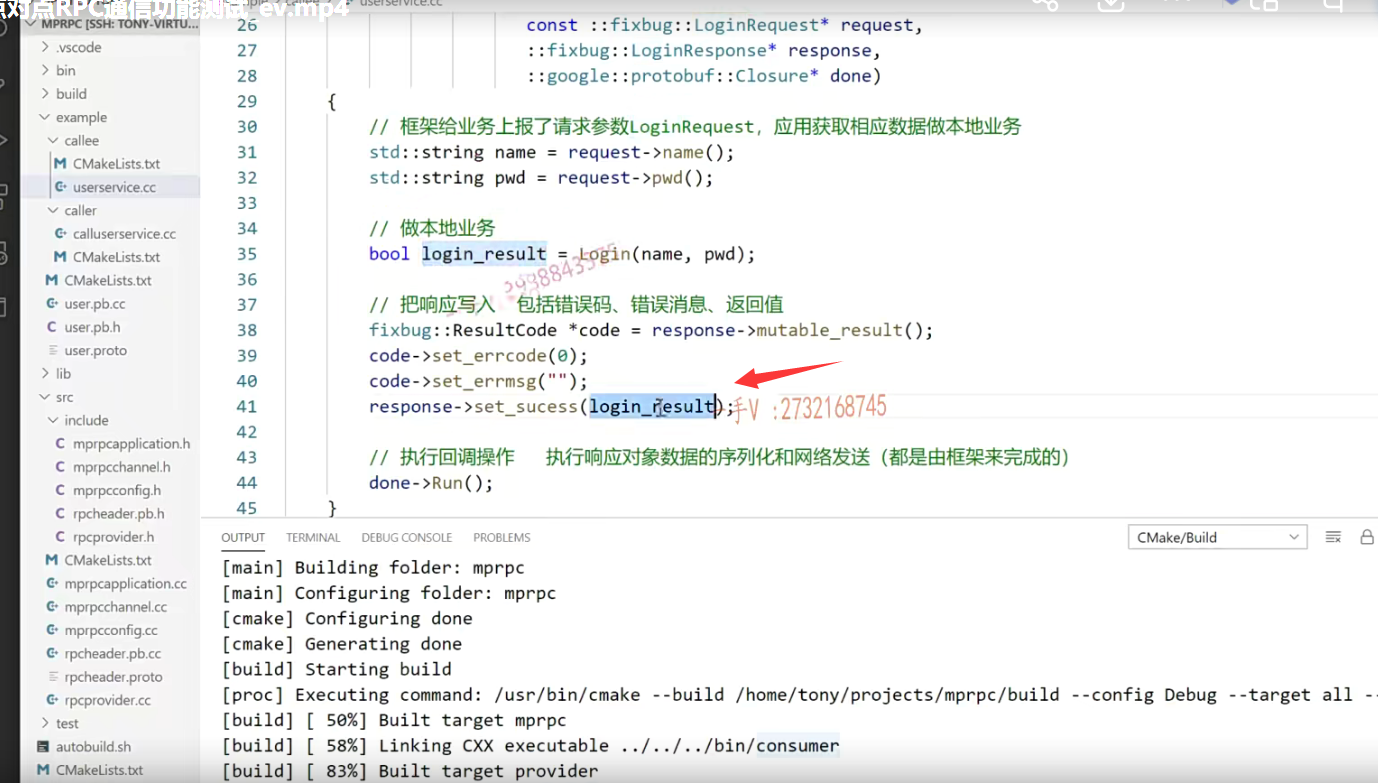 点对点RPC通信功能测试_ev.mp4
userservice.cc
MPRPC [SSH: TONY-VIRTU...
.vscode
bin
build
example
callee
CMakeLists.txt
userservice.cc
caller
calluserservice.cc
CMakeLists.txt
CMakeLists.txt
user.pb.cc
user.pb.h
user.proto
lib
src
include
mprpcapplication.h
mprpcchannel.h
mprpcconfig.h
rpcheader.pb.h
rpcprovider.h
CMakeLists.txt
mprpcapplication.cc
mprpcchannel.cc
mprpcconfig.cc
rpcheader.pb.cc
rpcheader.proto
rpcprovider.cc
test
autobuild.sh
CMakeLists.txt
26 const ::fixbug::LoginRequest* request,
27 ::fixbug::LoginResponse* response,
28 ::google::protobuf::Closure* done)
29 {
30 // 框架给业务上报了请求参数LoginRequest，应用获取相应数据做本地业务
31 std::string name = request->name();
32 std::string pwd = request->pwd();
33
34 // 做本地业务
35 bool login_result = Login(name, pwd);
36
37 // 把响应写入 包括错误码、错误消息、返回值
38 fixbug::ResultCode *code = response->mutable_result();
39 code->set_errcode(0);
40 code->set_errmsg("");
41 response->set_sucess(login_result);
手V :2732168745
42
43 // 执行回调操作 执行响应对象数据的序列化和网络发送（都是由框架来完成的）
44 done->Run();
45 }
OUTPUT TERMINAL DEBUG CONSOLE PROBLEMS
CMake/Build
[main] Building folder: mprpc
[main] Configuring folder: mprpc
[cmake] Configuring done
[cmake] Generating done
[build] Starting build
[proc] Executing command: /usr/bin/cmake --build /home/tony/projects/mprpc/build --config Debug --target all --
[build] [ 50%] Built target mprpc
[build] [ 58%] Linking CXX executable ../../../bin/consumer
[build] [ 83%] Built target provider